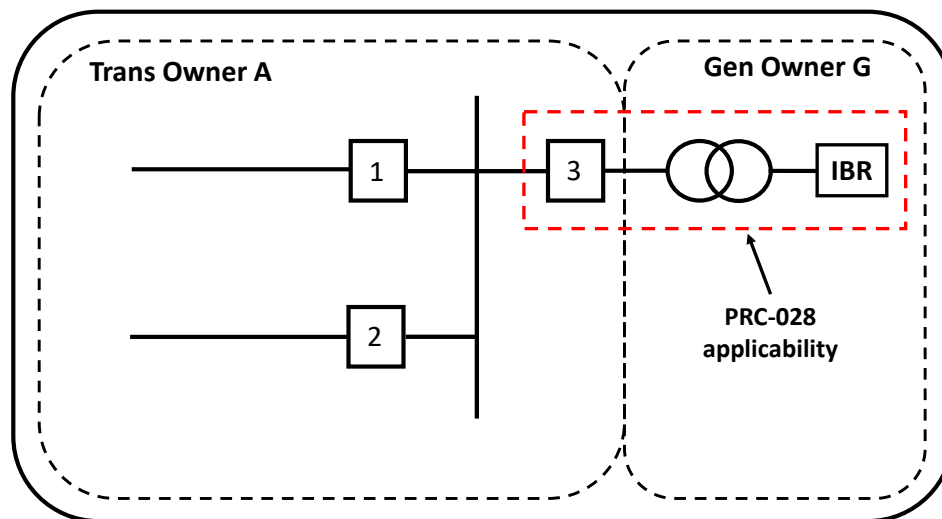 Trans Owner A
Gen Owner G
1
3
IBR
2
PRC-028
applicability